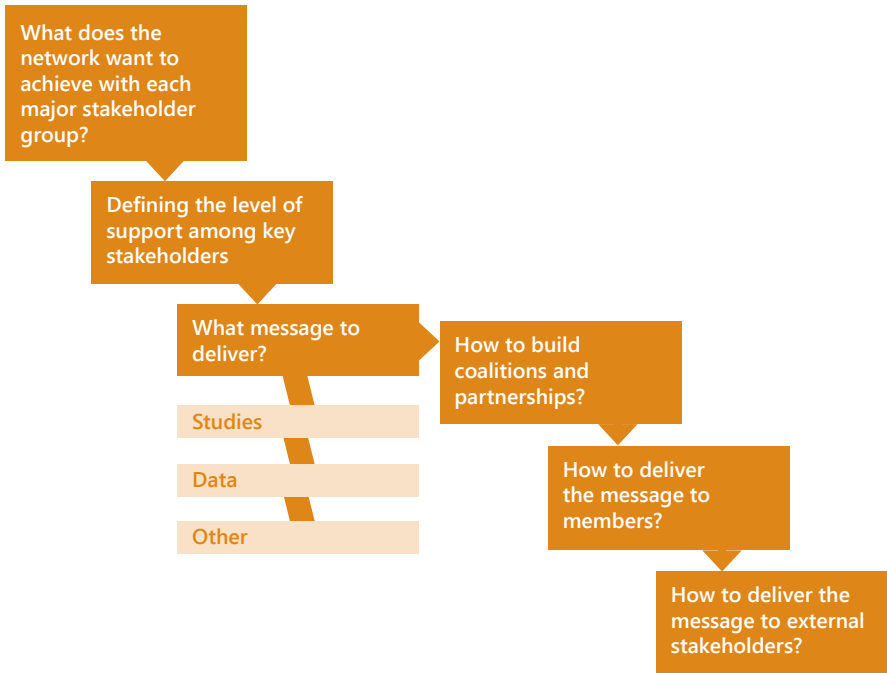 What does the
network want to
achieve with each
major stakeholder
group?
Defining the level of
support among key
stakeholders
What message to
deliver?
Studies
Data
Other
How to build
coalitions and
partnerships?
How to deliver
the message to
members?
How to deliver the
message to external
stakeholders?